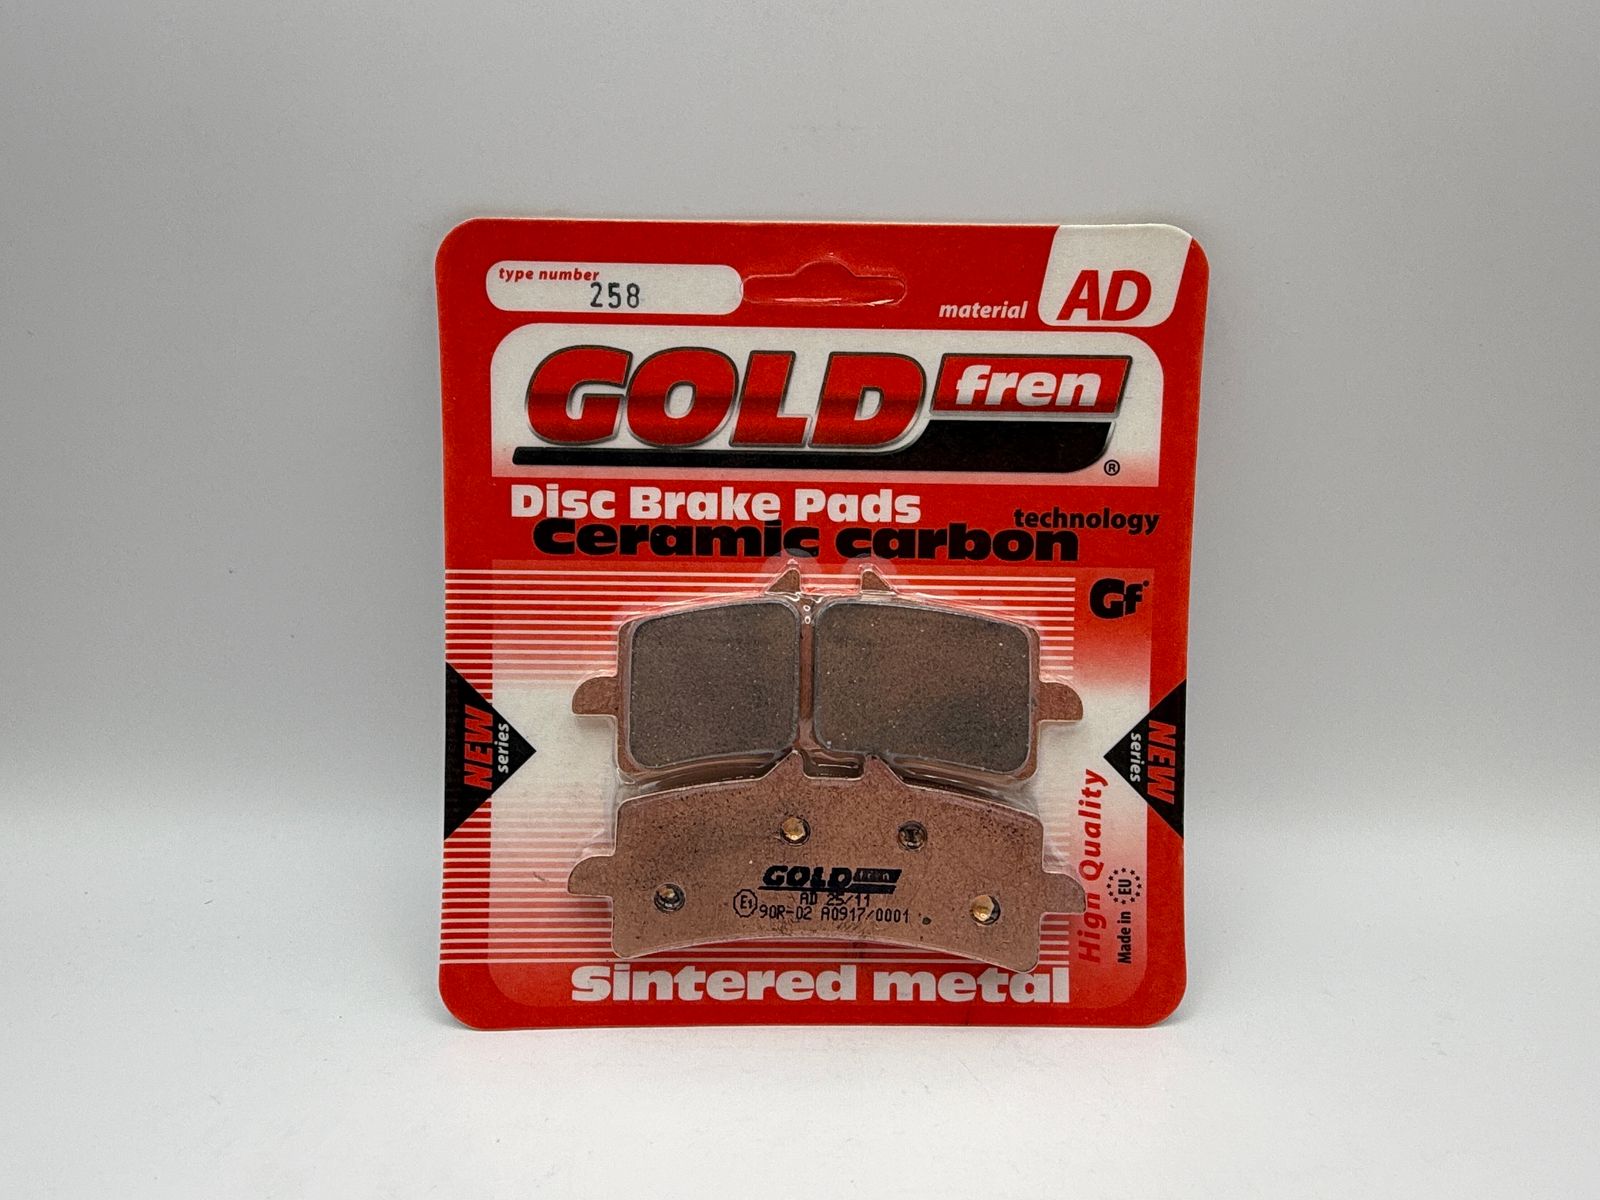 type number
258
material
AD
GOLD fren
®
Disc Brake Pads
technology
Ceramic carbon
Gf
NEW
series
NEW
series
High Quality
Made in EU
GOLD fren
AD 25/11
E1 90R-02 A0917/0001
Sintered metal